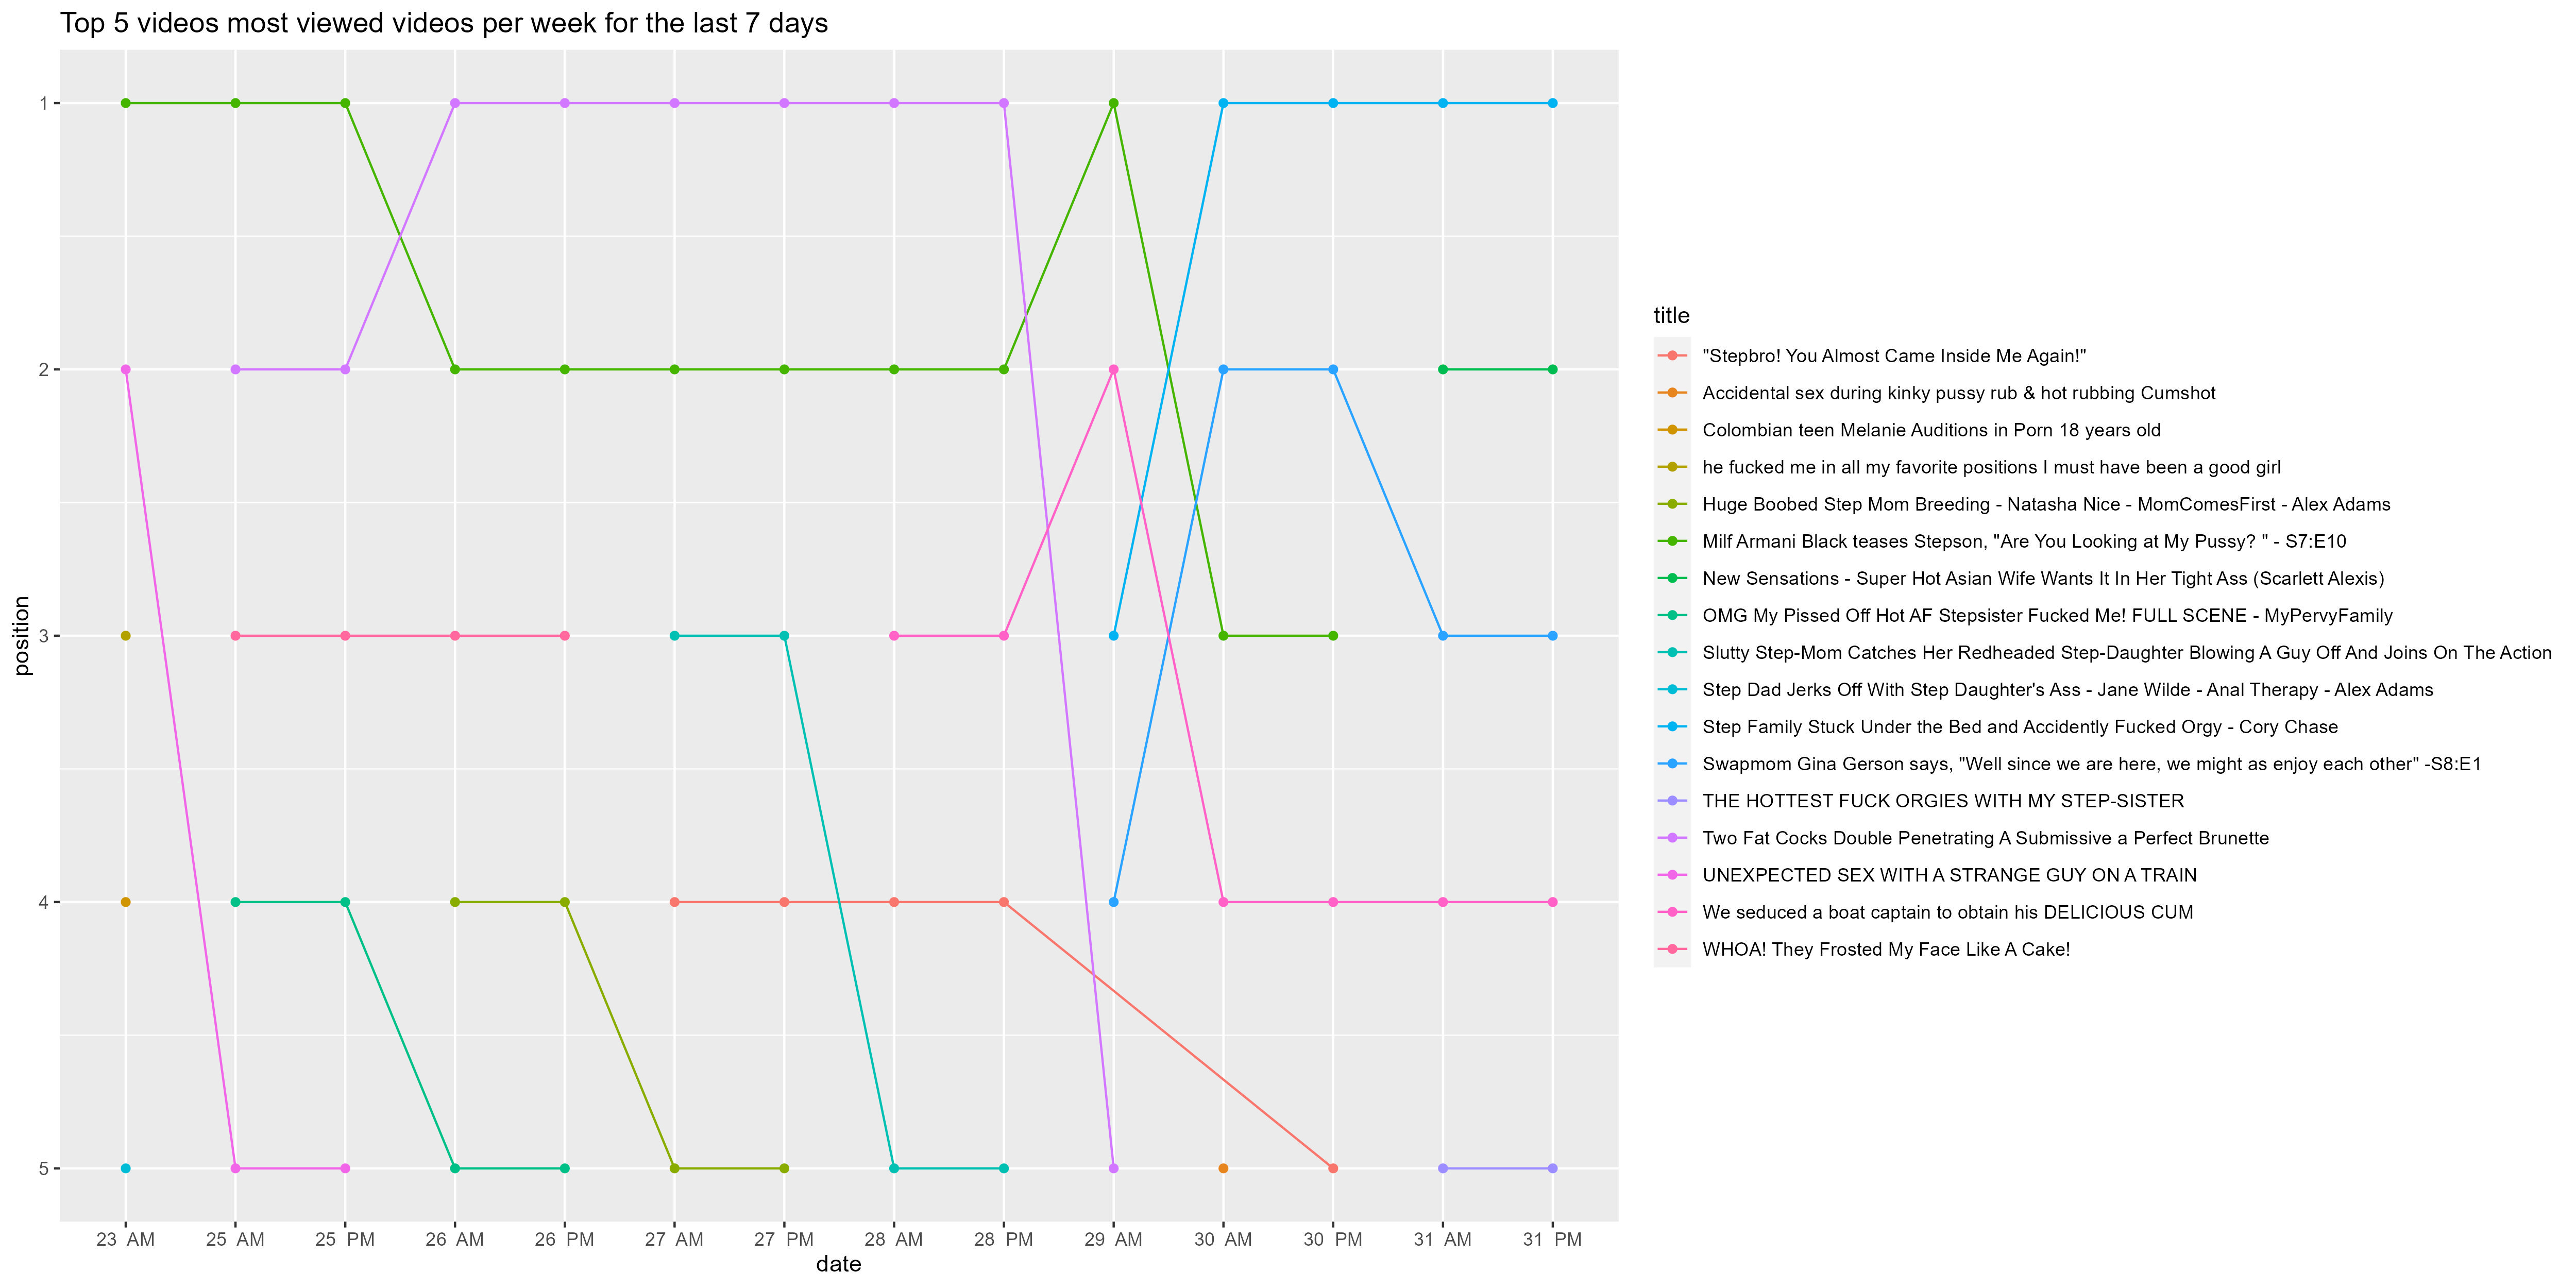 Top 5 videos most viewed videos per week for the last 7 days
position
1
2
3
4
5
23 AM
25 AM
25 PM
26 AM
26 PM
27 AM
27 PM
28 AM
28 PM
29 AM
30 AM
30 PM
31 AM
31 PM
date
title
"Stepbro! You Almost Came Inside Me Again!"
Accidental sex during kinky pussy rub & hot rubbing Cumshot
Colombian teen Melanie Auditions in Porn 18 years old
he fucked me in all my favorite positions I must have been a good girl
Huge Boobed Step Mom Breeding - Natasha Nice - MomComesFirst - Alex Adams
Milf Armani Black teases Stepson, "Are You Looking at My Pussy? " - S7:E10
New Sensations - Super Hot Asian Wife Wants It In Her Tight Ass (Scarlett Alexis)
OMG My Pissed Off Hot AF Stepsister Fucked Me! FULL SCENE - MyPervyFamily
Slutty Step-Mom Catches Her Redheaded Step-Daughter Blowing A Guy Off And Joins On The Action
Step Dad Jerks Off With Step Daughter's Ass - Jane Wilde - Anal Therapy - Alex Adams
Step Family Stuck Under the Bed and Accidently Fucked Orgy - Cory Chase
Swapmom Gina Gerson says, "Well since we are here, we might as enjoy each other" -S8:E1
THE HOTTEST FUCK ORGIES WITH MY STEP-SISTER
Two Fat Cocks Double Penetrating A Submissive a Perfect Brunette
UNEXPECTED SEX WITH A STRANGE GUY ON A TRAIN
We seduced a boat captain to obtain his DELICIOUS CUM
WHOA! They Frosted My Face Like A Cake!